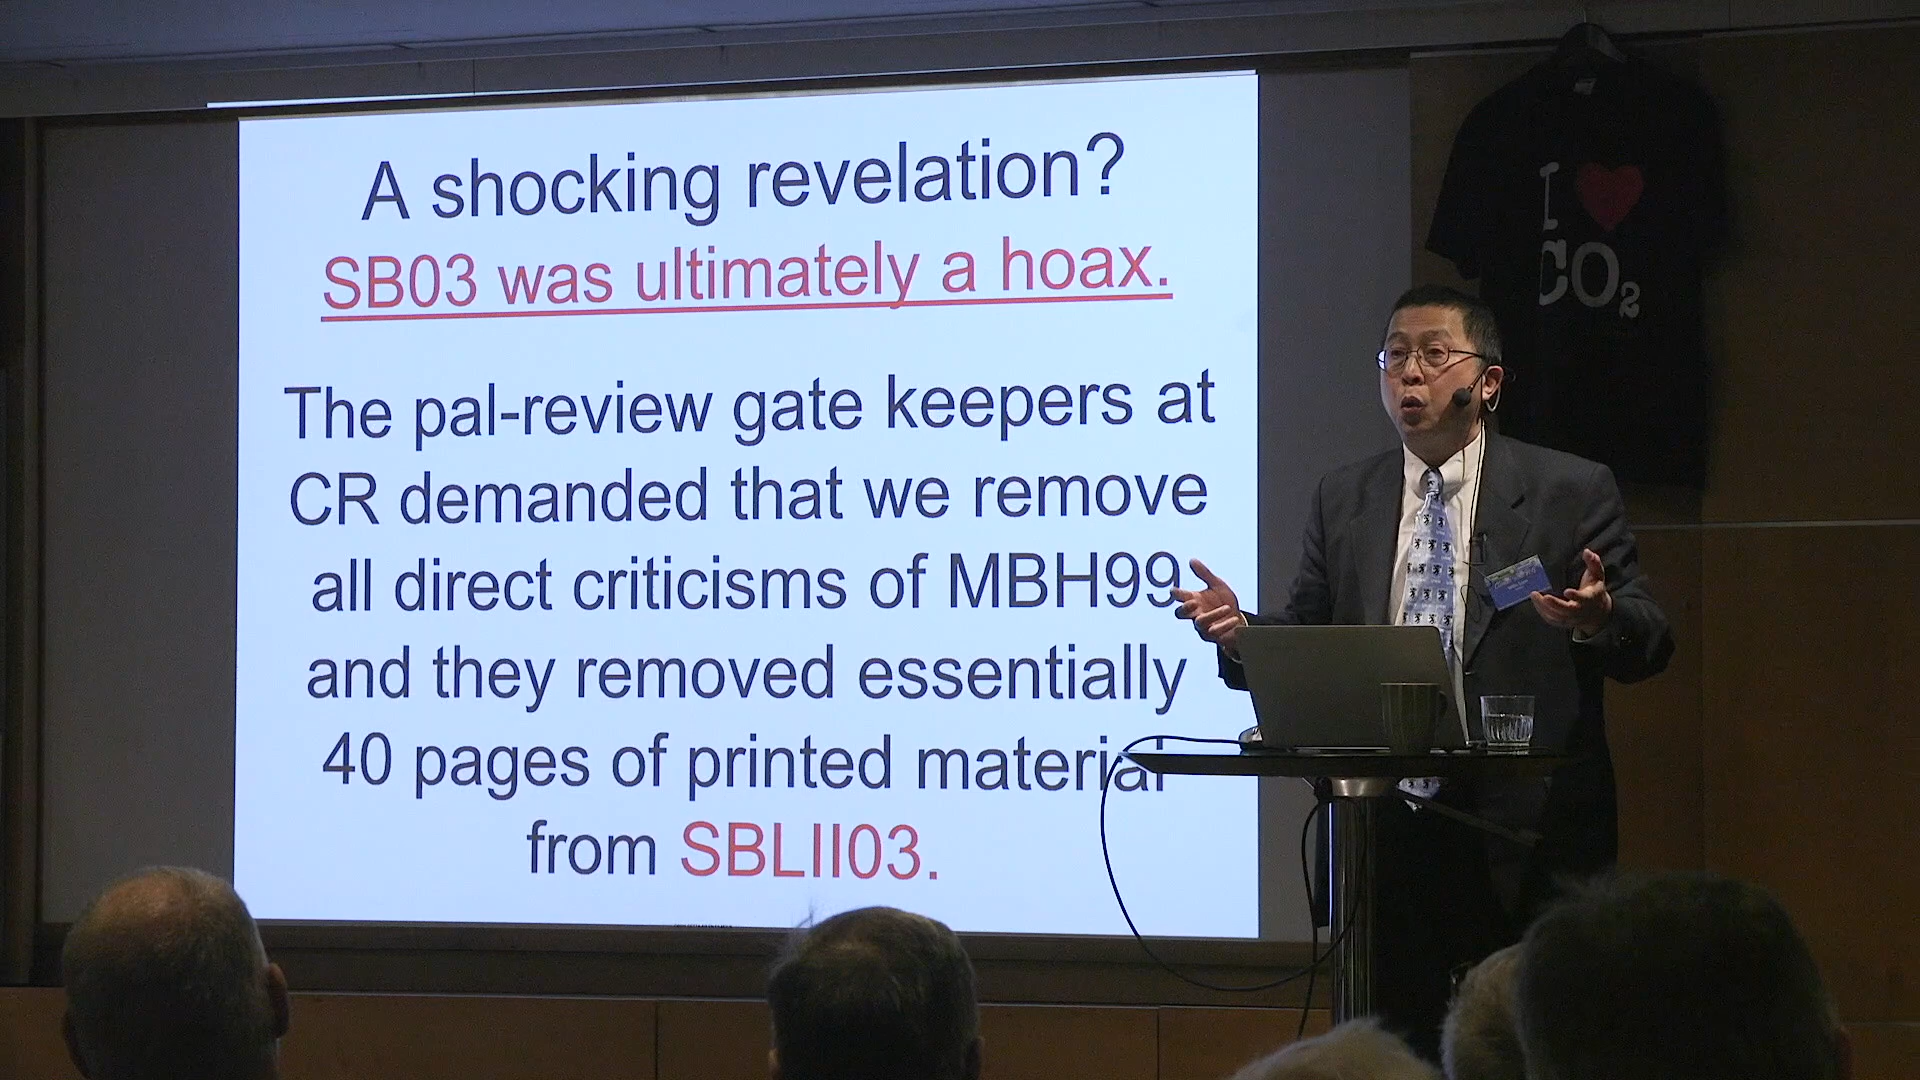 A shocking revelation?
SB03 was ultimately a hoax.
The pal-review gate keepers at
CR demanded that we remove
all direct criticisms of MBH99
and they removed essentially
40 pages of printed material
from SBLII03.
I
CO₂